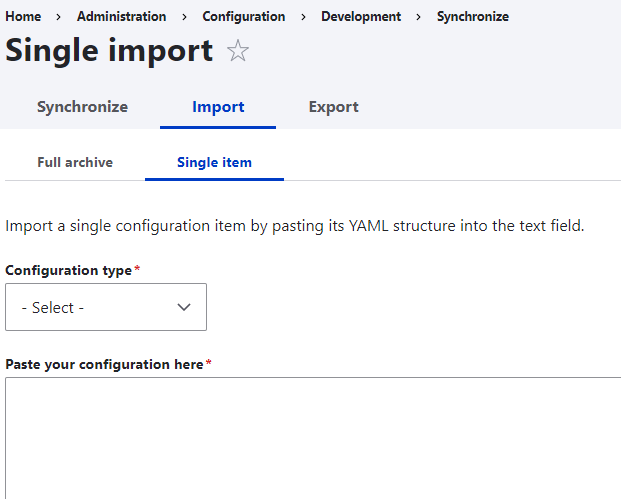 Home > Administration > Configuration > Development > Synchronize
Single import
Synchronize Import Export
Full archive Single item
Import a single configuration item by pasting its YAML structure into the text field.
Configuration type*
- Select -
Paste your configuration here*